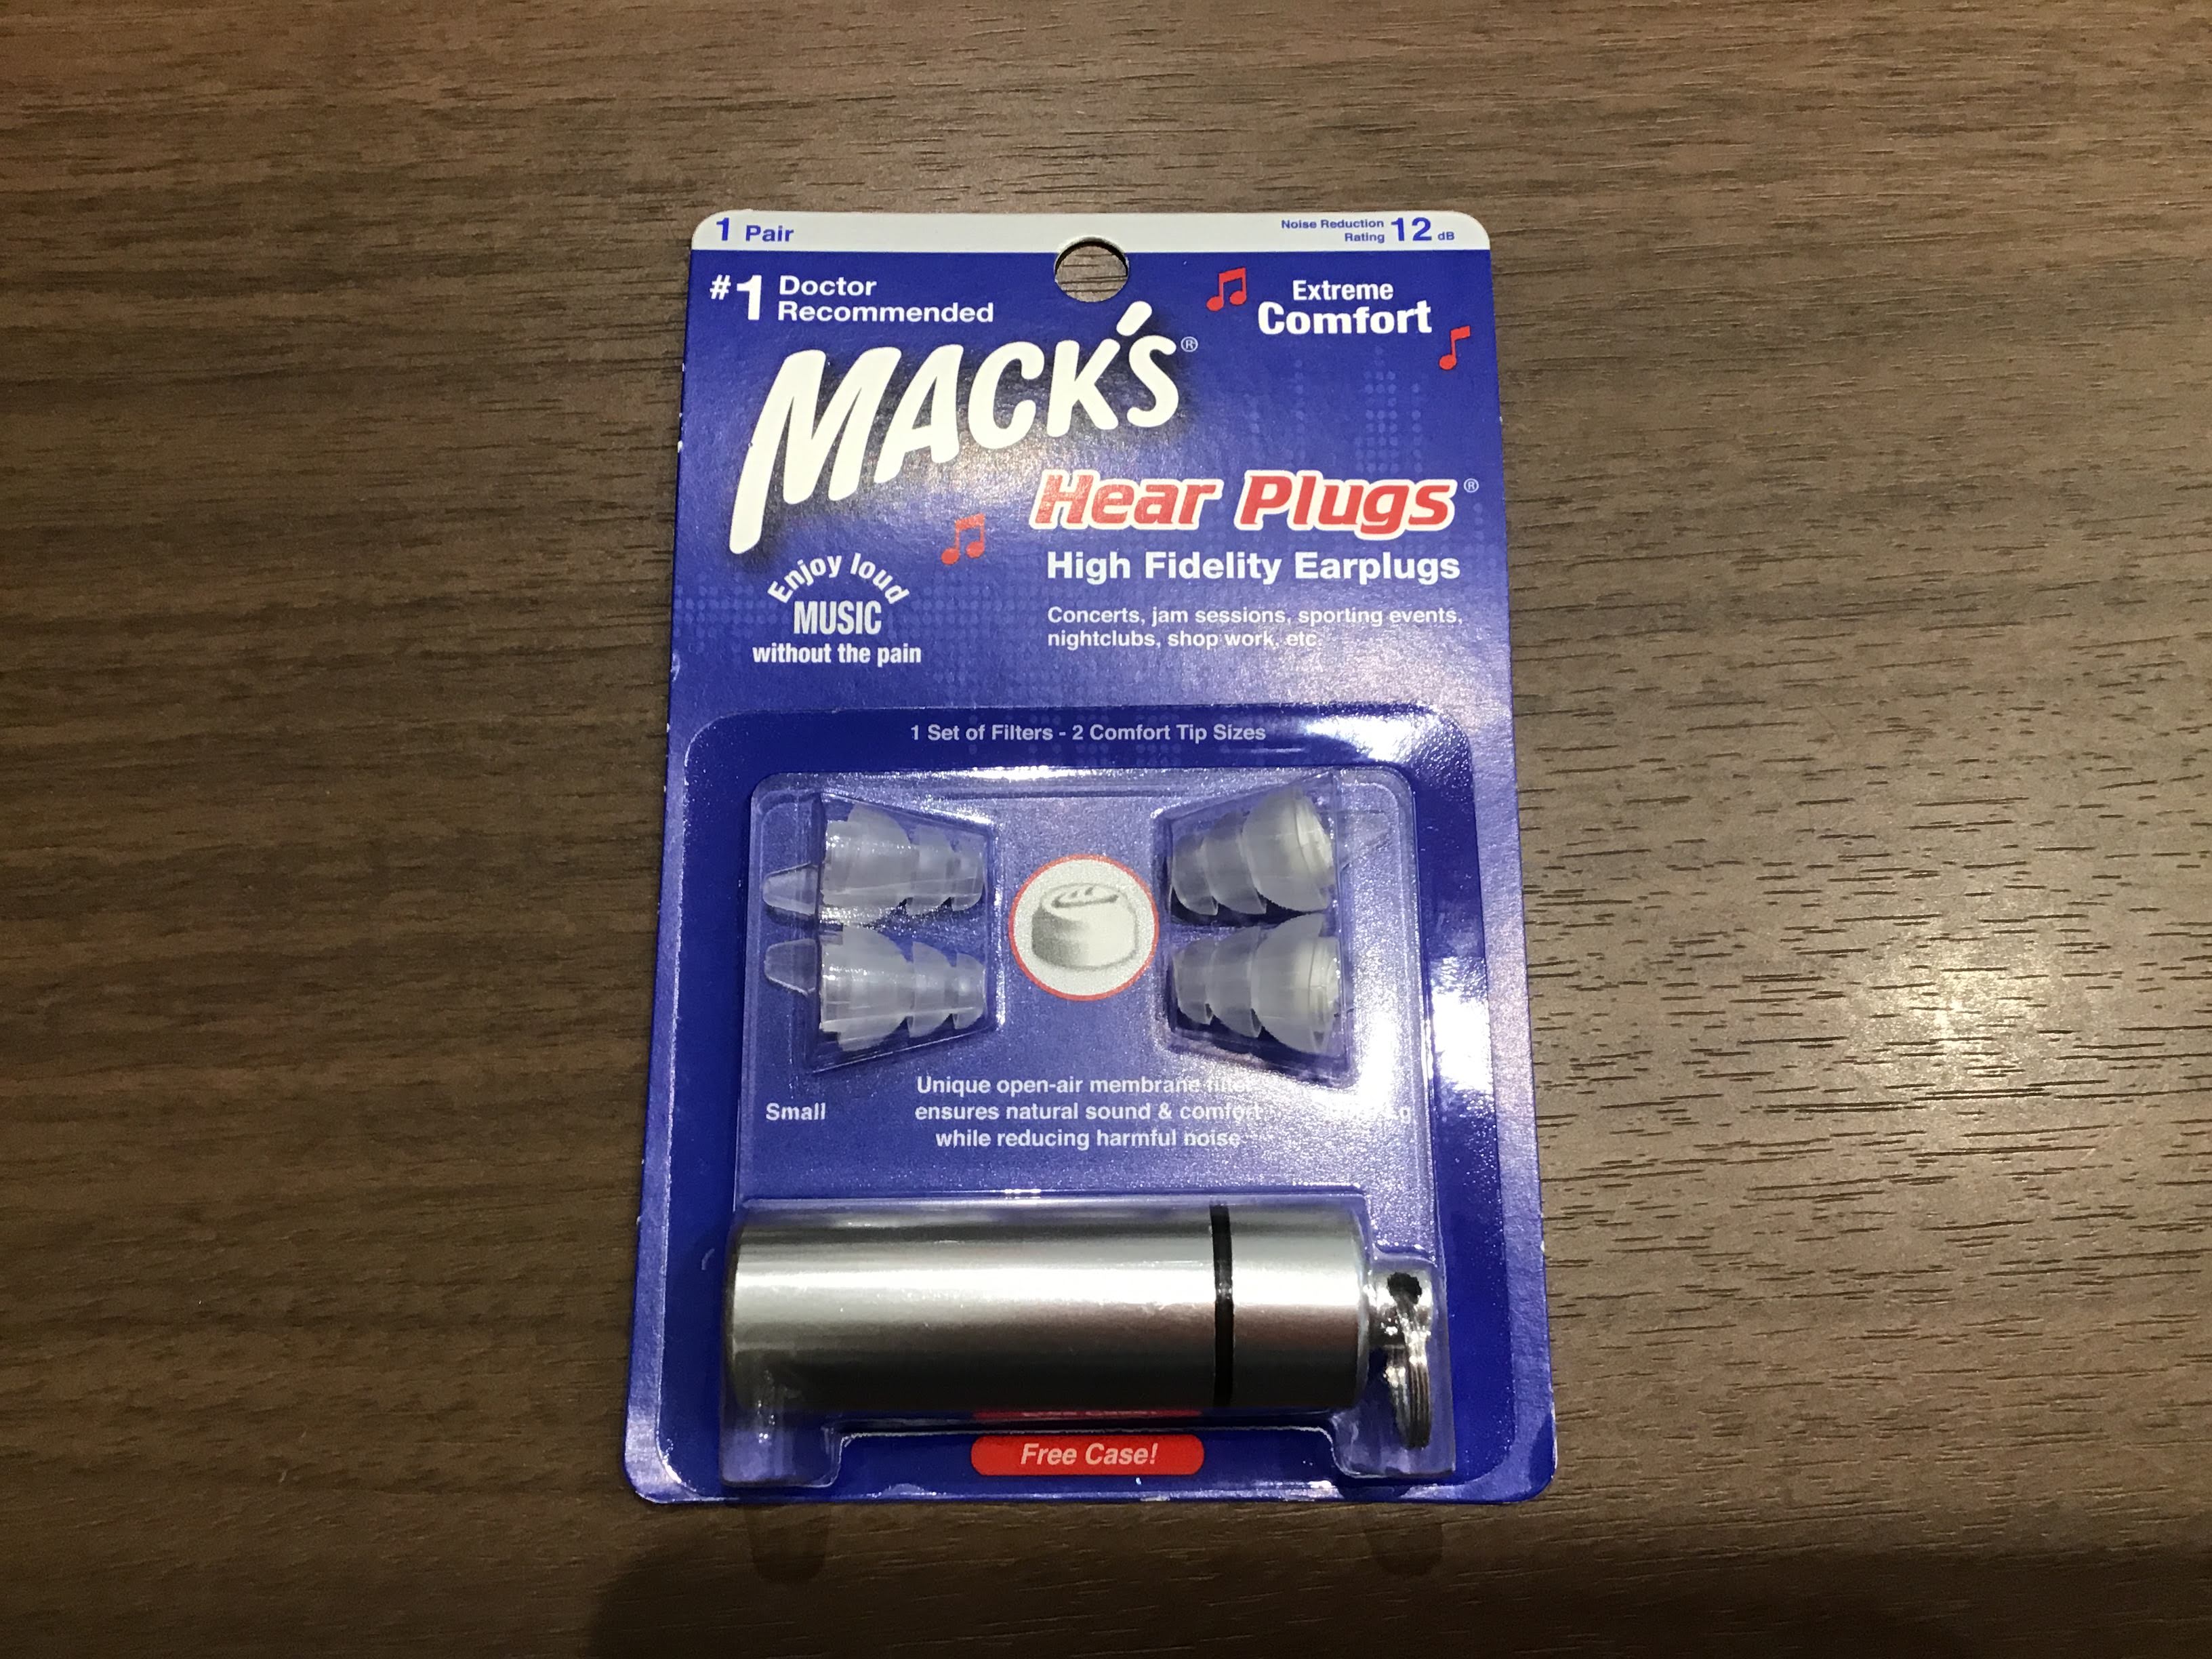 1 Pair
Noise Reduction
Rating 12 dB
#1 Doctor
Recommended
Extreme
Comfort
MACK'S®
Hear Plugs®
High Fidelity Earplugs
Enjoy loud
MUSIC
without the pain
Concerts, jam sessions, sporting events,
nightclubs, shop work, etc.
1 Set of Filters - 2 Comfort Tip Sizes
Unique open-air membrane filter
ensures natural sound & comfort
while reducing harmful noise
Small
Free Case!